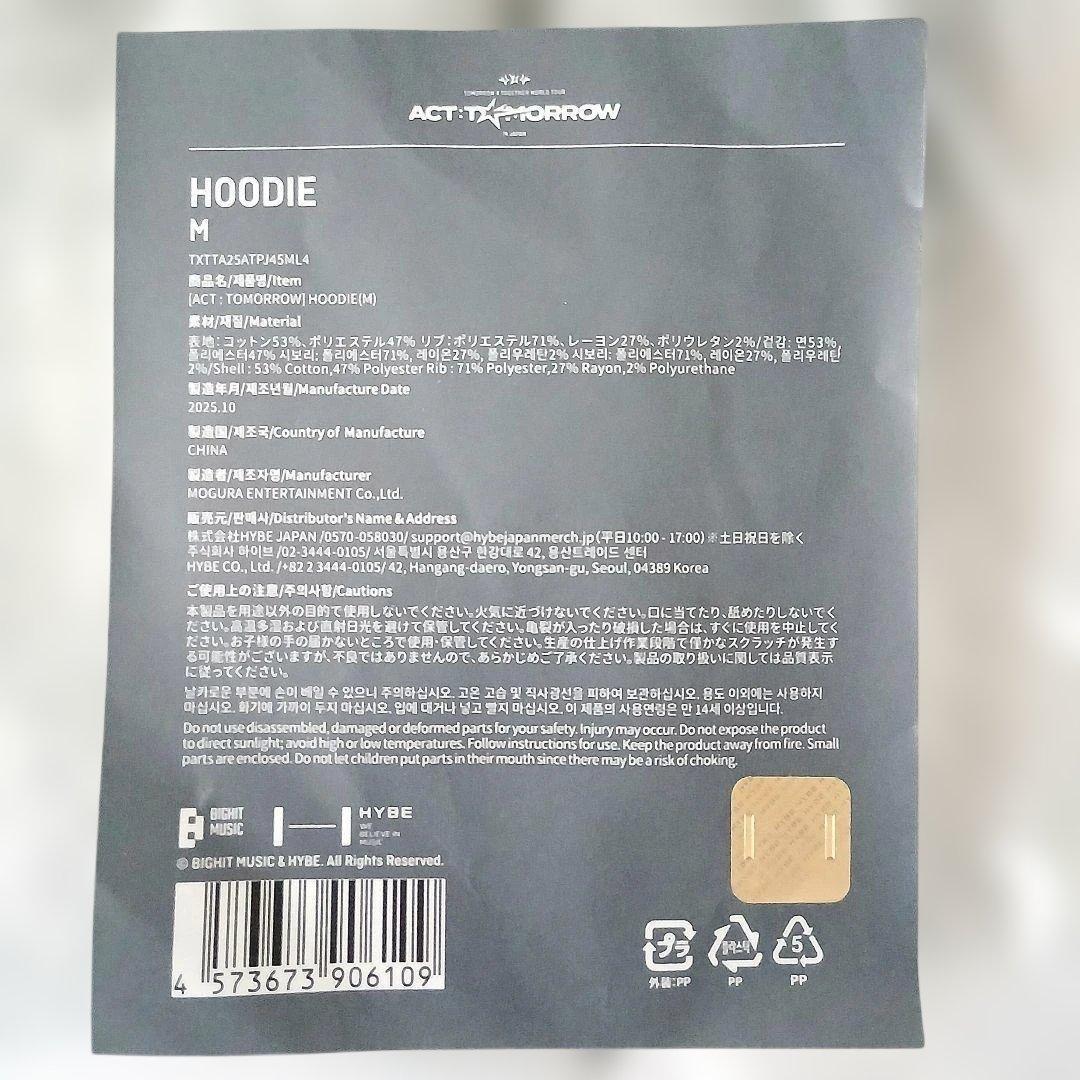 TOMORROW X TOGETHER WORLD TOUR
ACT : TOMORROW
IN JAPAN
HOODIE
M
TXTTA25ATPJ45ML4
商品名/제품명/Item
[ACT : TOMORROW] HOODIE(M)
素材/재질/Material
表地：コットン53%、ポリエステル47% リブ：ポリエステル71%、レーヨン27%、ポリウレタン2%/겉감: 면53%,
폴리에스터47% 시보리: 폴리에스터71%, 레이온27%, 폴리우레탄2% 시보리: 폴리에스터71%, 레이온27%, 폴리우레탄
2%/Shell : 53% Cotton,47% Polyester Rib : 71% Polyester,27% Rayon,2% Polyurethane
製造年月/제조년월/Manufacture Date
2025.10
製造国/제조국/Country of Manufacture
CHINA
製造者/제조자명/Manufacturer
MOGURA ENTERTAINMENT Co.,Ltd.
販売元/판매사/Distributor's Name & Address
株式会社HYBE JAPAN /0570-058030/ support@hybejapanmerch.jp（平日10:00 - 17:00）※土日祝日を除く
주식회사 하이브 /02-3444-0105/ 서울특별시 용산구 한강대로 42, 용산트레이드 센터
HYBE CO., Ltd. /+82 2 3444-0105/ 42, Hangang-daero, Yongsan-gu, Seoul, 04389 Korea
ご使用上の注意/주의사항/Cautions
本製品を用途以外の目的で使用しないでください。火気に近づけないでください。口に当てたり、舐めたりしないでく
ださい。高温多湿および直射日光を避けて保管してください。亀裂が入ったり破損した場合は、すぐに使用を中止してく
ださい。お子様の手の届かないところで使用・保管してください。生産の仕上げ作業段階で僅かなスクラッチが発生す
る可能性がございますが、不良ではありませんので、あらかじめご了承ください。製品の取り扱いに関しては品質表示
に従ってください。
날카로운 부분에 손이 베일 수 있으니 주의하십시오. 고온 고습 및 직사광선을 피하여 보관하십시오. 용도 이외에는 사용하지
마십시오. 화기에 가까이 두지 마십시오. 입에 대거나 넣고 빨지 마십시오. 이 제품의 사용연령은 만 14세 이상입니다.
Do not use disassembled, damaged or deformed parts for your safety. Injury may occur. Do not expose the product
to direct sunlight; avoid high or low temperatures. Follow instructions for use. Keep the product away from fire. Small
parts are enclosed. Do not let children put parts in their mouth since there may be a risk of choking.
BIGHIT
MUSIC
HYBE
WE
BELIEVE IN
MUSIC
© BIGHIT MUSIC & HYBE. All Rights Reserved.
4 573673 906109
プラ
플라스틱
5
外装：PP
PP
PP